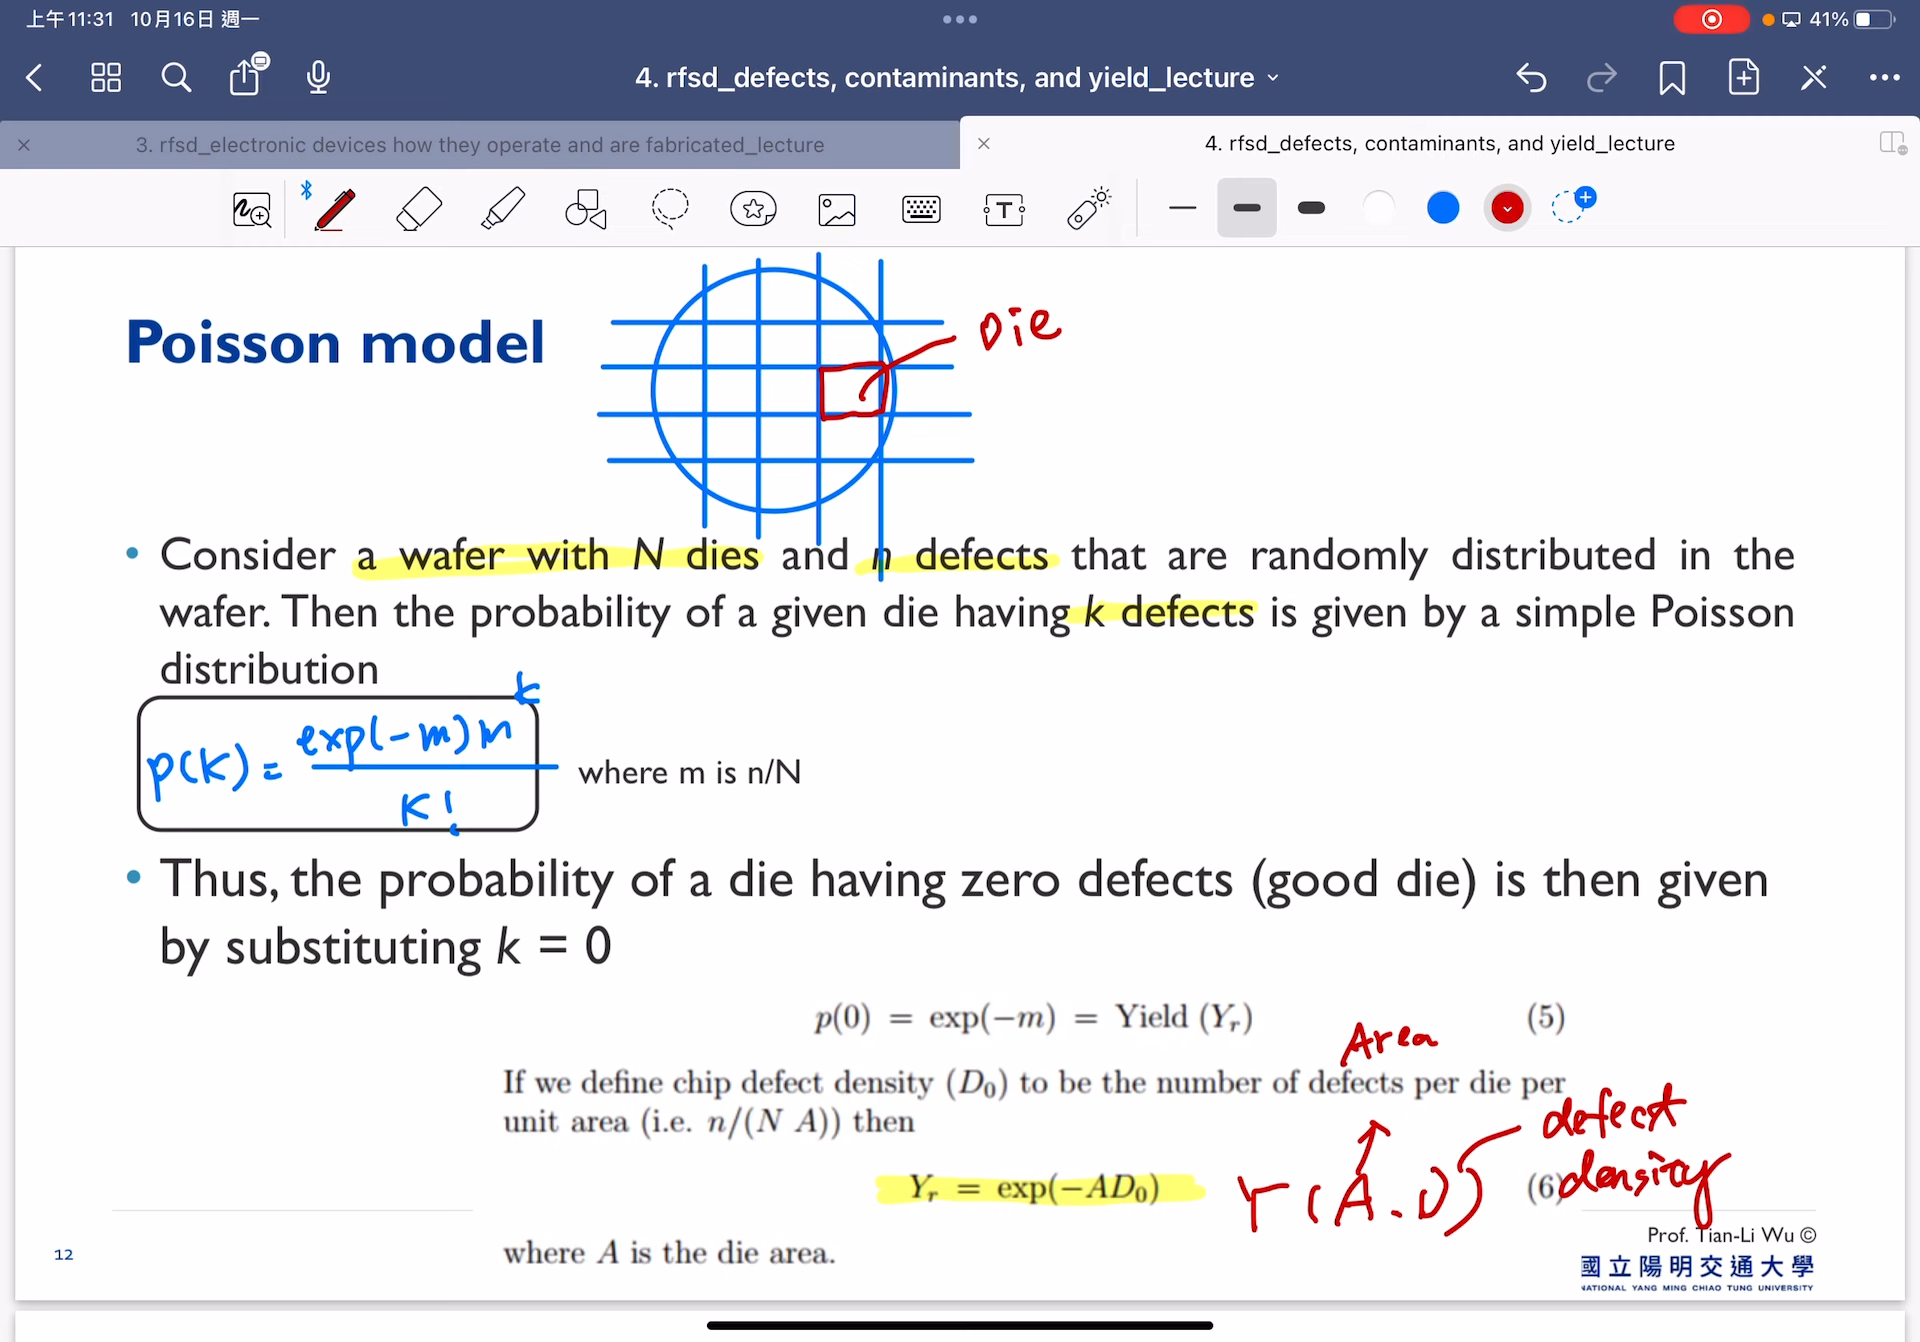 上午11:31 10月16日 週一
41%
4. rfsd_defects, contaminants, and yield_lecture
3. rfsd_electronic devices how they operate and are fabricated_lecture
4. rfsd_defects, contaminants, and yield_lecture
T
Poisson model
Die
• Consider a wafer with N dies and n defects that are randomly distributed in the
wafer. Then the probability of a given die having k defects is given by a simple Poisson
distribution
p(k) = exp(-m) m^k / k!
where m is n/N
• Thus, the probability of a die having zero defects (good die) is then given
by substituting k = 0
p(0) = exp(−m) = Yield (Yᵣ) (5)
Area
If we define chip defect density (D₀) to be the number of defects per die per
unit area (i.e. n/(N A)) then
defect
density
Yᵣ = exp(−AD₀) Y(A.D) (6)
where A is the die area.
12
Prof. Tian-Li Wu ©
國立陽明交通大學
NATIONAL YANG MING CHIAO TUNG UNIVERSITY